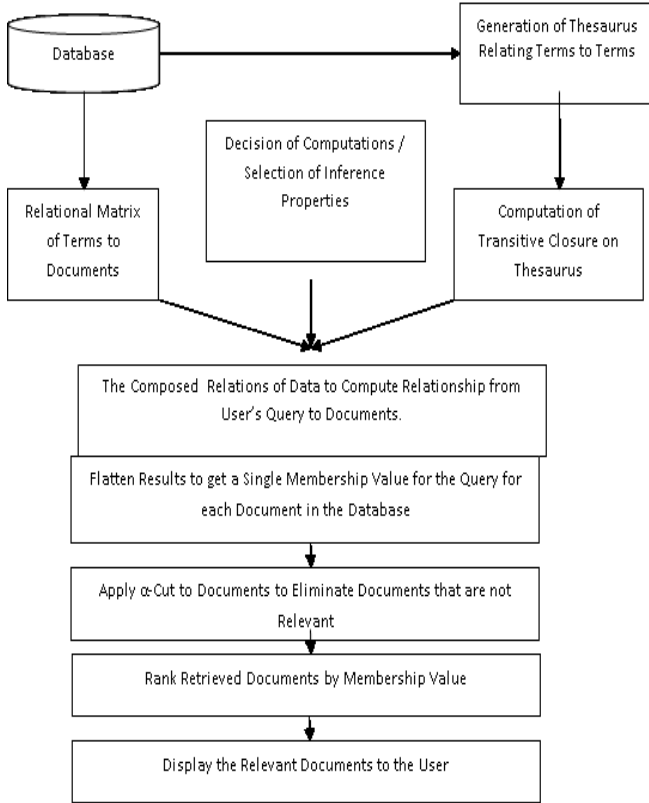 Database
Generation of Thesaurus
Relating Terms to Terms
Decision of Computations /
Selection of Inference
Properties
Relational Matrix
of Terms to
Documents
Computation of
Transitive Closure on
Thesaurus
The Composed Relations of Data to Compute Relationship from
User's Query to Documents.
Flatten Results to get a Single Membership Value for the Query for
each Document in the Database
Apply α-Cut to Documents to Eliminate Documents that are not
Relevant
Rank Retrieved Documents by Membership Value
Display the Relevant Documents to the User